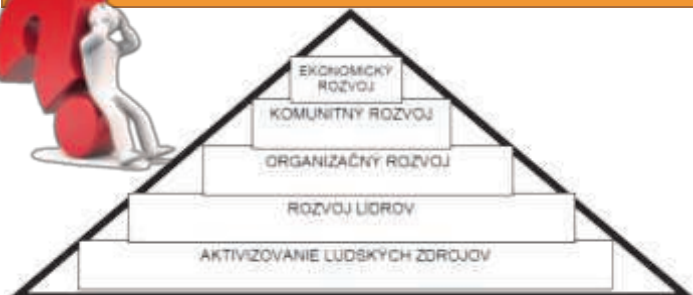 EKONOMICKÝ
ROZVOJ
KOMUNITNÝ ROZVOJ
ORGANIZAČNÝ ROZVOJ
ROZVOJ LÍDROV
AKTIVIZOVANIE ĽUDSKÝCH ZDROJOV